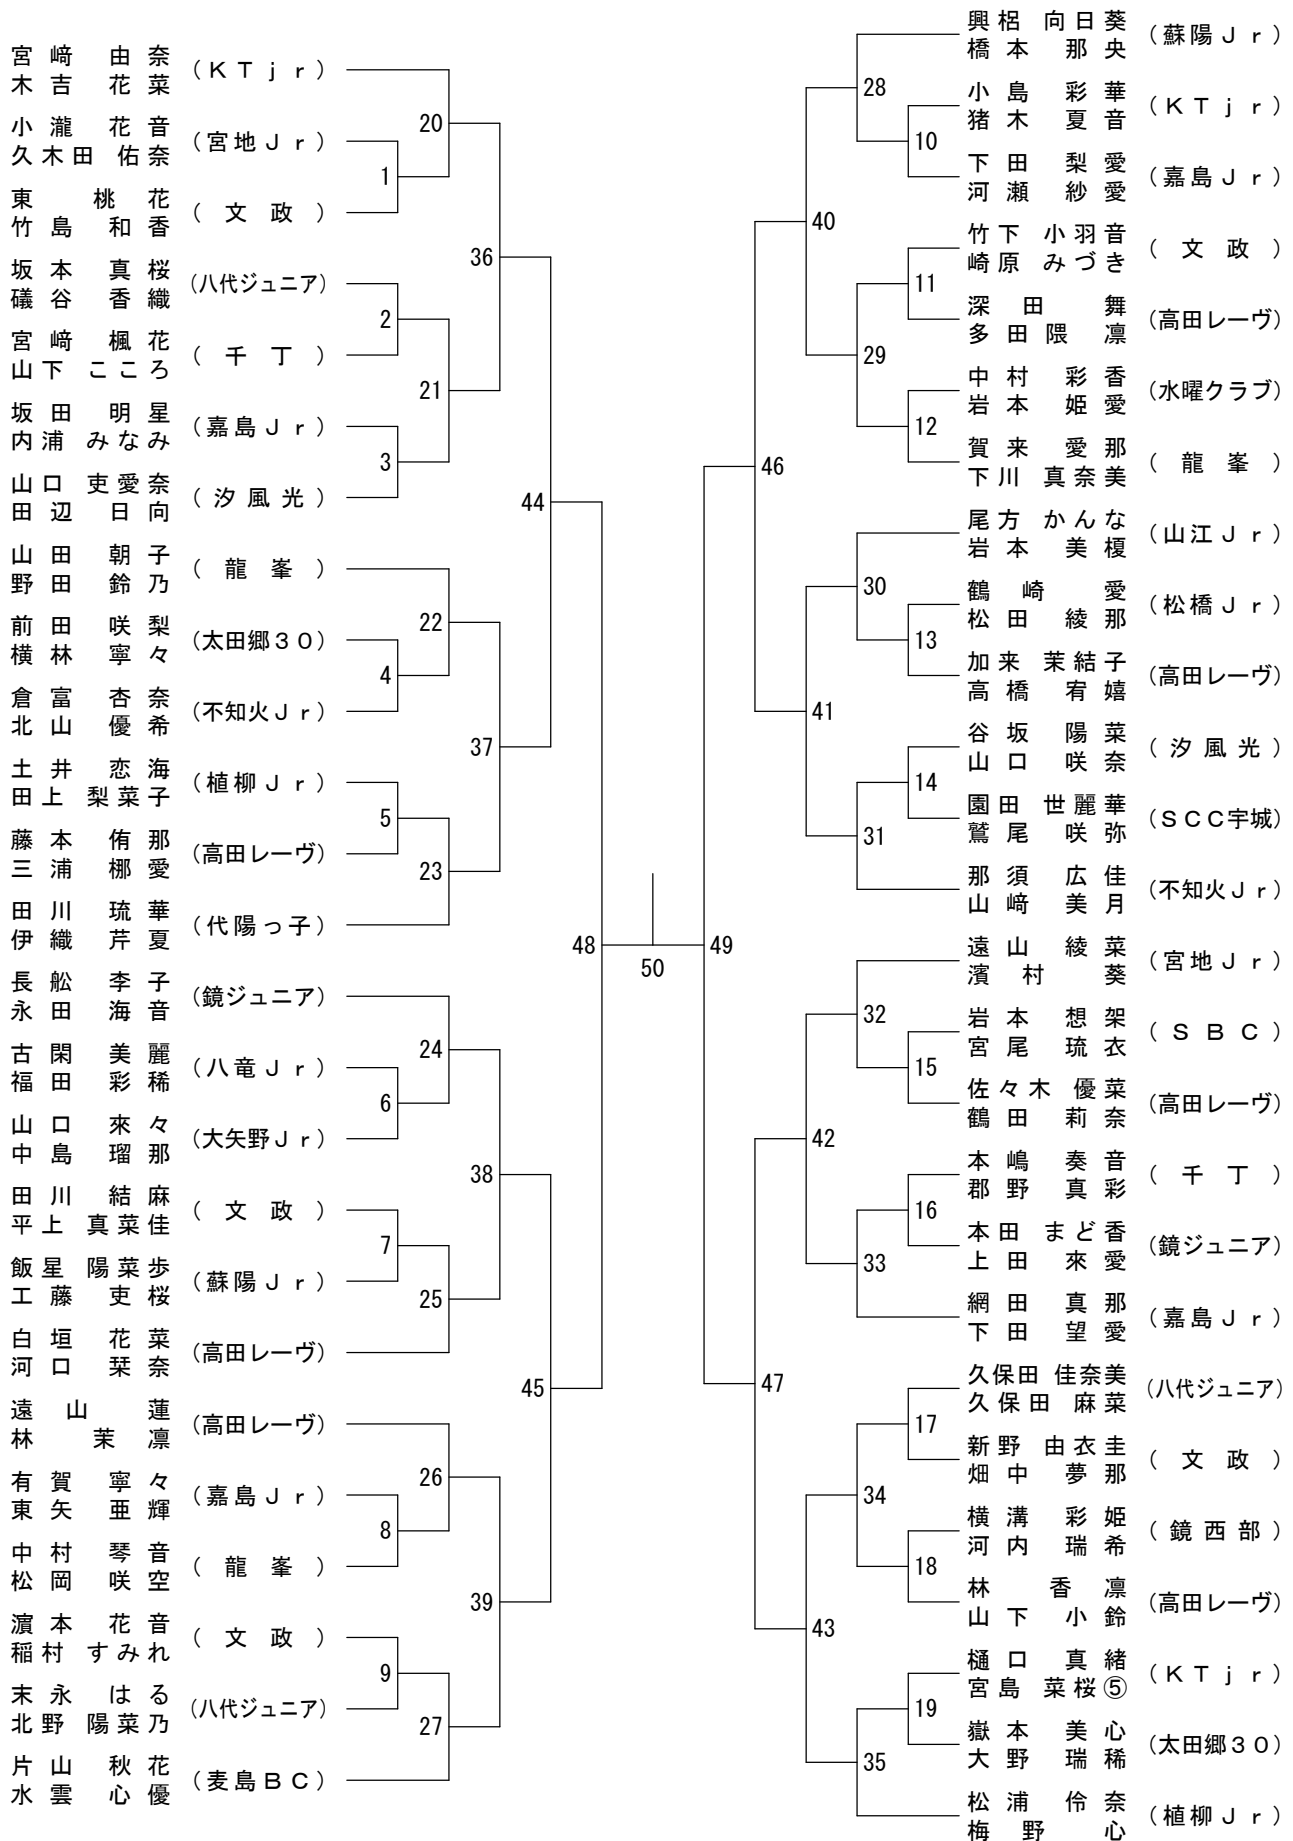 宮﨑 由奈
木吉 花菜
(ＫＴｊｒ)
小瀧 花音
久木田 佑奈
(宮地Ｊｒ)
東 桃花
竹島 和香
(文政)
坂本 真桜
礒谷 香織
(八代ジュニア)
宮﨑 楓花
山下 こころ
(千丁)
坂田 明星
内浦 みなみ
(嘉島Ｊｒ)
山口 吏愛奈
田辺 日向
(汐風光)
山田 朝子
野田 鈴乃
(龍峯)
前田 咲梨
横林 寧々
(太田郷３０)
倉富 杏奈
北山 優希
(不知火Ｊｒ)
土井 恋海
田上 梨菜子
(植柳Ｊｒ)
藤本 侑那
三浦 梛愛
(高田レーヴ)
田川 琉華
伊織 芹夏
(代陽っ子)
長舩 李子
永田 海音
(鏡ジュニア)
古閑 美麗
福田 彩稀
(八竜Ｊｒ)
山口 來々
中島 瑠那
(大矢野Ｊｒ)
田川 結麻
平上 真菜佳
(文政)
飯星 陽菜歩
工藤 吏桜
(蘇陽Ｊｒ)
白垣 花菜
河口 栞奈
(高田レーヴ)
遠山 蓮
林 茉凛
(高田レーヴ)
有賀 寧々
東矢 亜輝
(嘉島Ｊｒ)
中村 琴音
松岡 咲空
(龍峯)
濵本 花音
稲村 すみれ
(文政)
末永 はる
北野 陽菜乃
(八代ジュニア)
片山 秋花
水雲 心優
(麦島ＢＣ)
20
1
36
2
21
3
44
22
4
37
5
23
48
24
6
38
7
25
45
26
8
39
9
27
50
49
28
10
40
11
29
12
46
30
13
41
14
31
32
15
42
16
33
47
17
34
18
43
19
35
興梠 向日葵
橋本 那央
(蘇陽Ｊｒ)
小島 彩華
猪木 夏音
(ＫＴｊｒ)
下田 梨愛
河瀬 紗愛
(嘉島Ｊｒ)
竹下 小羽音
崎原 みづき
(文政)
深田 舞
多田隈 凛
(高田レーヴ)
中村 彩香
岩本 姫愛
(水曜クラブ)
賀来 愛那
下川 真奈美
(龍峯)
尾方 かんな
岩本 美榎
(山江Ｊｒ)
鶴崎 愛
松田 綾那
(松橋Ｊｒ)
加来 茉結子
高橋 宥嬉
(高田レーヴ)
谷坂 陽菜
山口 咲奈
(汐風光)
園田 世麗華
鷲尾 咲弥
(ＳＣＣ宇城)
那須 広佳
山﨑 美月
(不知火Ｊｒ)
遠山 綾菜
濱村 葵
(宮地Ｊｒ)
岩本 想架
宮尾 琉衣
(ＳＢＣ)
佐々木 優菜
鶴田 莉奈
(高田レーヴ)
本嶋 奏音
郡野 真彩
(千丁)
本田 まど香
上田 來愛
(鏡ジュニア)
網田 真那
下田 望愛
(嘉島Ｊｒ)
久保田 佳奈美
久保田 麻菜
(八代ジュニア)
新野 由衣圭
畑中 夢那
(文政)
横溝 彩姫
河内 瑞希
(鏡西部)
林 香凛
山下 小鈴
(高田レーヴ)
樋口 真緒
宮島 菜桜⑤
(ＫＴｊｒ)
嶽本 美心
大野 瑞稀
(太田郷３０)
松浦 伶奈
梅野 心
(植柳Ｊｒ)